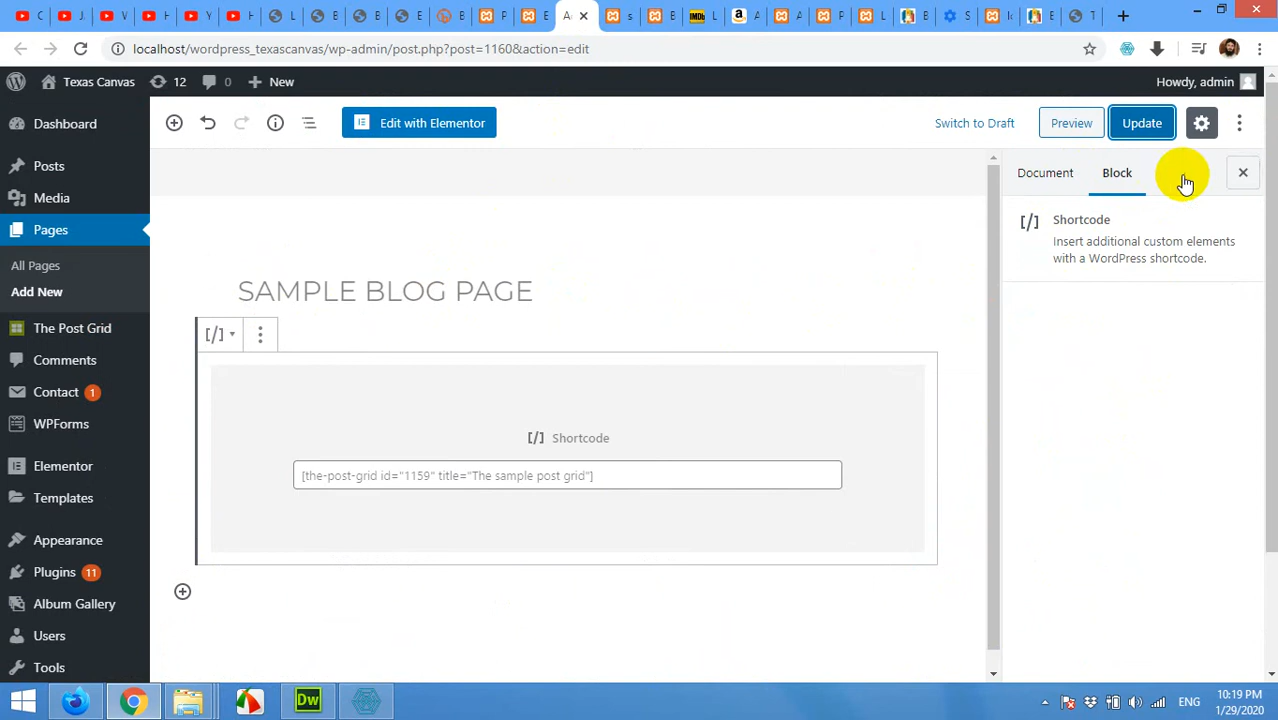 localhost/wordpress_texascanvas/wp-admin/post.php?post=1160&action=edit
Texas Canvas 12 0 New Howdy, admin
Dashboard
Posts
Media
Pages
All Pages
Add New
The Post Grid
Comments
Contact 1
WPForms
Elementor
Templates
Appearance
Plugins 11
Album Gallery
Users
Tools
Edit with Elementor Switch to Draft Preview Update
SAMPLE BLOG PAGE
[/]
[/] Shortcode
[the-post-grid id="1159" title="The sample post grid"]
Document Block
[/] Shortcode
Insert additional custom elements
with a WordPress shortcode.
Dw
ENG
10:19 PM
1/29/2020